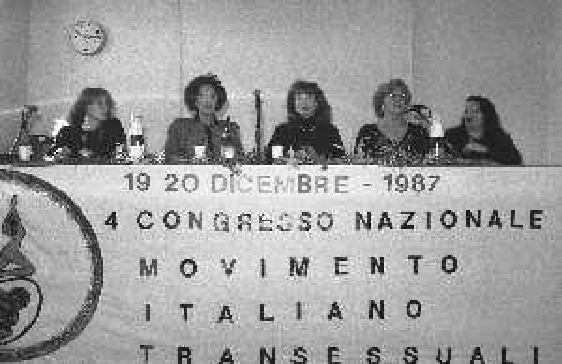 19 20 DICEMBRE - 1987
4 CONGRESSO NAZIONALE
MOVIMENTO
ITALIANO
TRANSESSUALI